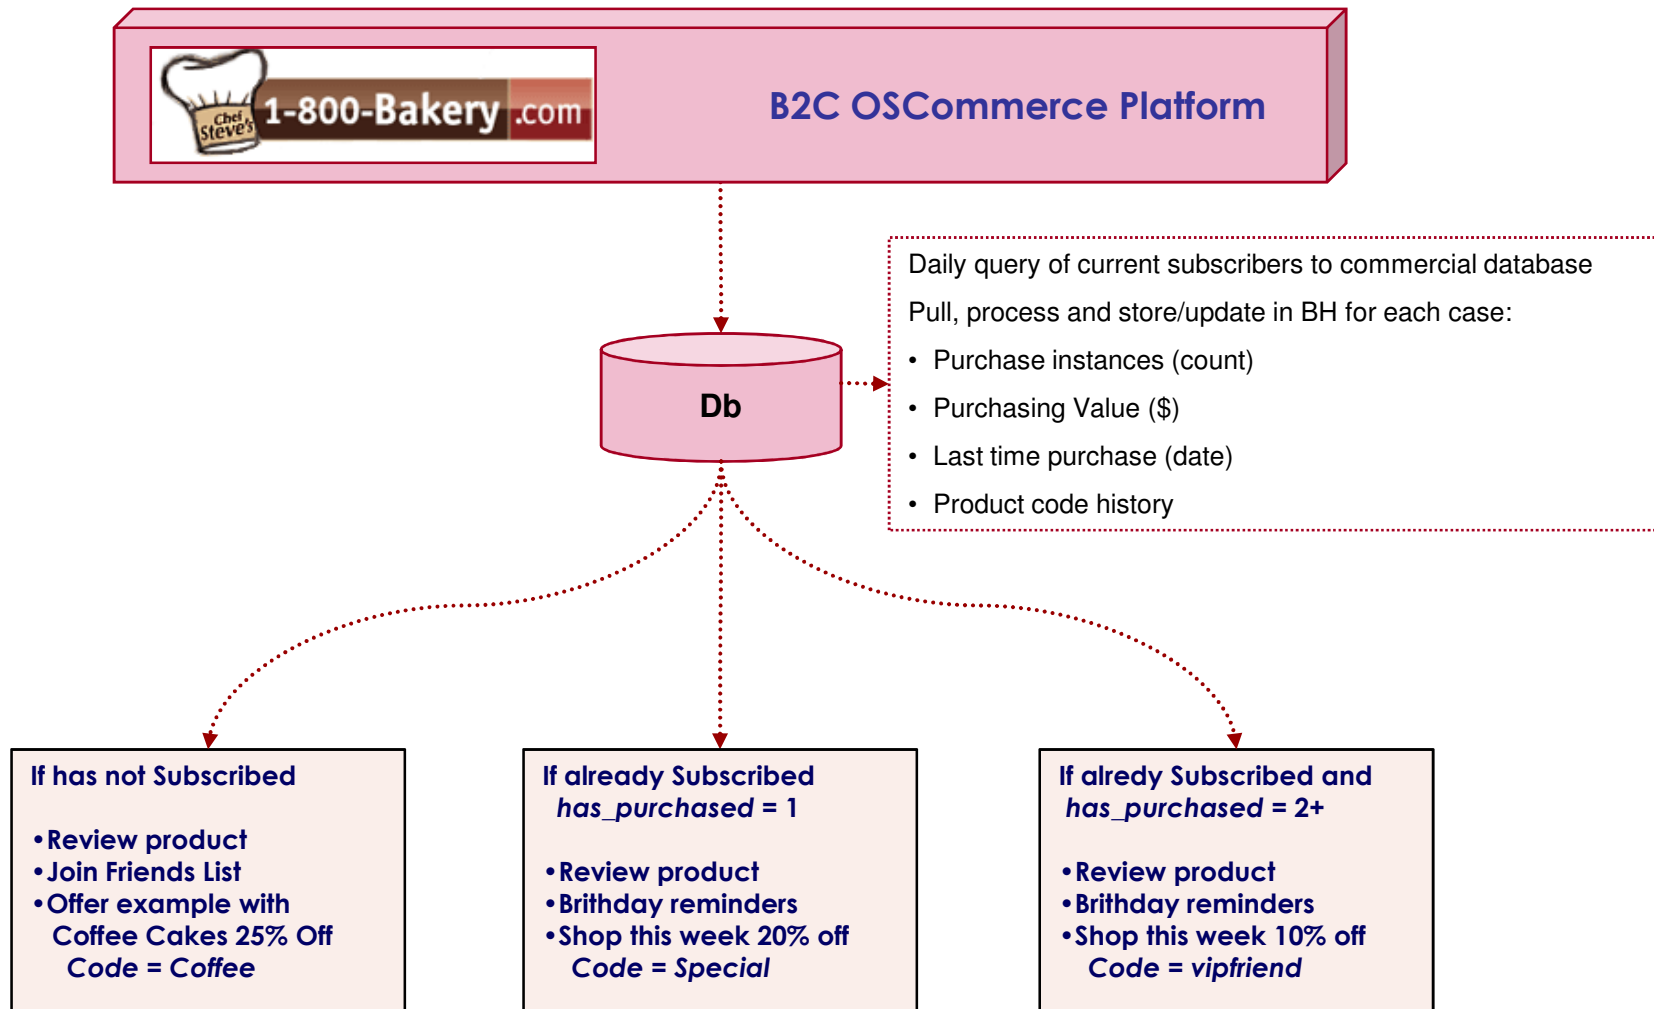 Chef
Steve's
1-800-Bakery .com
B2C OSCommerce Platform
Daily query of current subscribers to commercial database
Pull, process and store/update in BH for each case:
• Purchase instances (count)
• Purchasing Value ($)
• Last time purchase (date)
• Product code history
Db
If has not Subscribed
•Review product
•Join Friends List
•Offer example with
Coffee Cakes 25% Off
Code = Coffee
If already Subscribed
has_purchased = 1
•Review product
•Brithday reminders
•Shop this week 20% off
Code = Special
If alredy Subscribed and
has_purchased = 2+
•Review product
•Brithday reminders
•Shop this week 10% off
Code = vipfriend